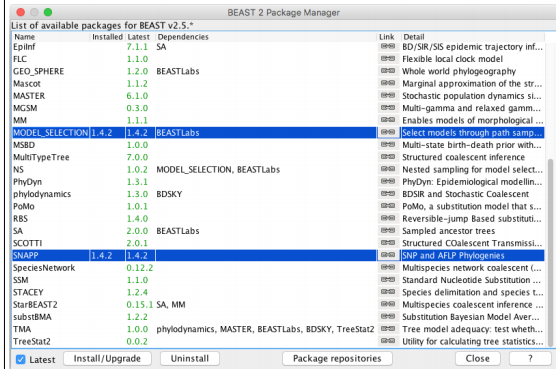 BEAST 2 Package Manager
List of available packages for BEAST v2.5.*
Name Installed Latest Dependencies Link Detail
EpiInf 7.1.1 SA BD/SIR/SIS epidemic trajectory inf...
FLC 1.1.0 Flexible local clock model
GEO_SPHERE 1.2.0 BEASTLabs Whole world phylogeography
Mascot 1.1.2 Marginal approximation of the str...
MASTER 6.1.0 Stochastic population dynamics si...
MGSM 0.3.0 Multi-gamma and relaxed gamm...
MM 1.1.1 Enables models of morphological ...
MODEL_SELECTION 1.4.2 1.4.2 BEASTLabs Select models through path samp...
MSBD 1.0.0 Multi-state birth-death prior with...
MultiTypeTree 7.0.0 Structured coalescent inference
NS 1.0.2 MODEL_SELECTION, BEASTLabs Nested sampling for model select...
PhyDyn 1.3.1 PhyDyn: Epidemiological modellin...
phylodynamics 1.3.0 BDSKY BDSIR and Stochastic Coalescent
PoMo 1.0.1 PoMo, a substitution model that s...
RBS 1.4.0 Reversible-jump Based substituti...
SA 2.0.0 BEASTLabs Sampled ancestor trees
SCOTTI 2.0.1 Structured COalescent Transmissi...
SNAPP 1.4.2 1.4.2 SNP and AFLP Phylogenies
SpeciesNetwork 0.12.2 Multispecies network coalescent (...
SSM 1.1.0 Standard Nucleotide Substitution ...
STACEY 1.2.4 Species delimitation and species t...
StarBEAST2 0.15.1 SA, MM Multispecies coalescent inference ...
substBMA 1.2.2 Substitution Bayesian Model Aver...
TMA 1.0.0 phylodynamics, MASTER, BEASTLabs, BDSKY, TreeStat2 Tree model adequacy: test wheth...
TreeStat2 0.0.2 Utility for calculating tree statistics...
Latest Install/Upgrade Uninstall Package repositories Close ?